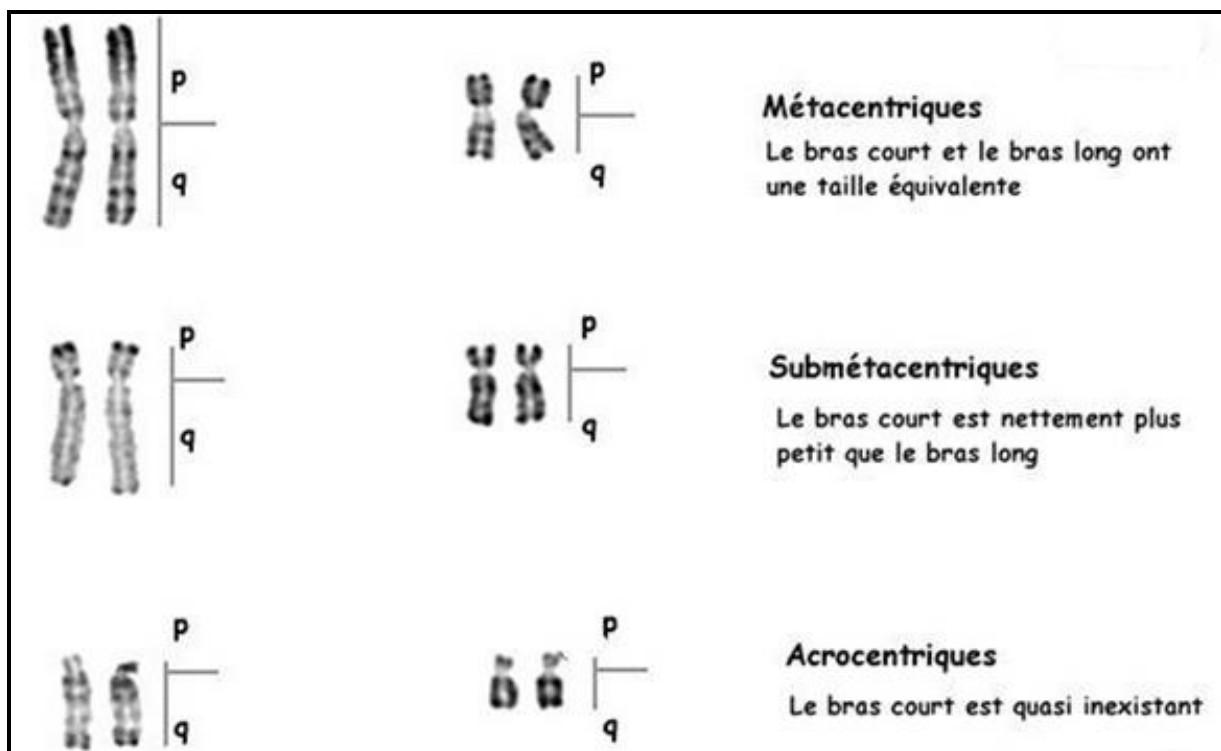 p
q
p
q
Métacentriques
Le bras court et le bras long ont
une taille équivalente
p
q
p
q
Submétacentriques
Le bras court est nettement plus
petit que le bras long
p
q
p
q
Acrocentriques
Le bras court est quasi inexistant